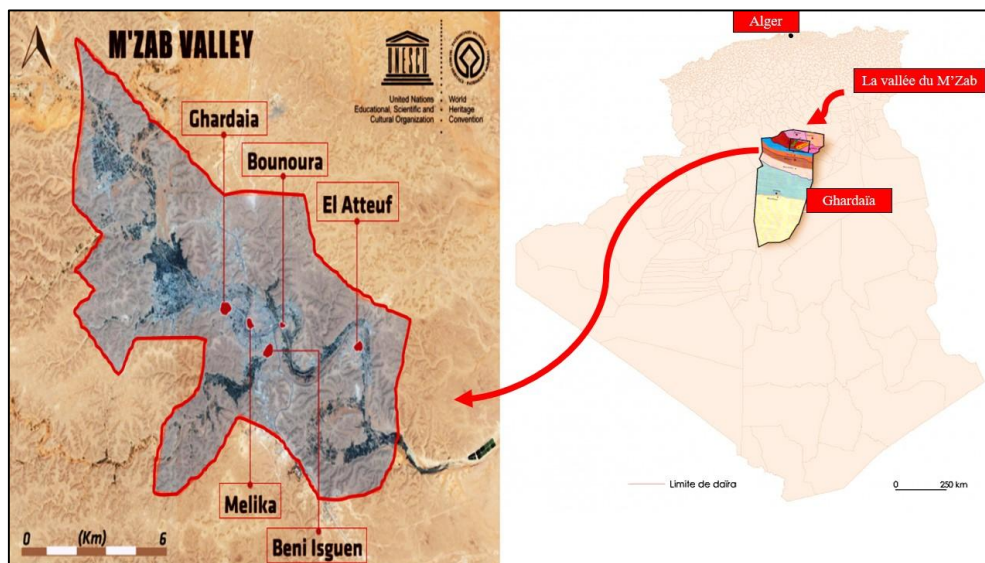 M'ZAB VALLEY
UNESCO
United Nations
Educational, Scientific and
Cultural Organization
World
Heritage
Convention
Ghardaia
Bounoura
El Atteuf
Melika
Beni Isguen
0 (Km) 6
Alger
La vallée du M'Zab
Ghardaïa
Limite de daïra
0 250 km